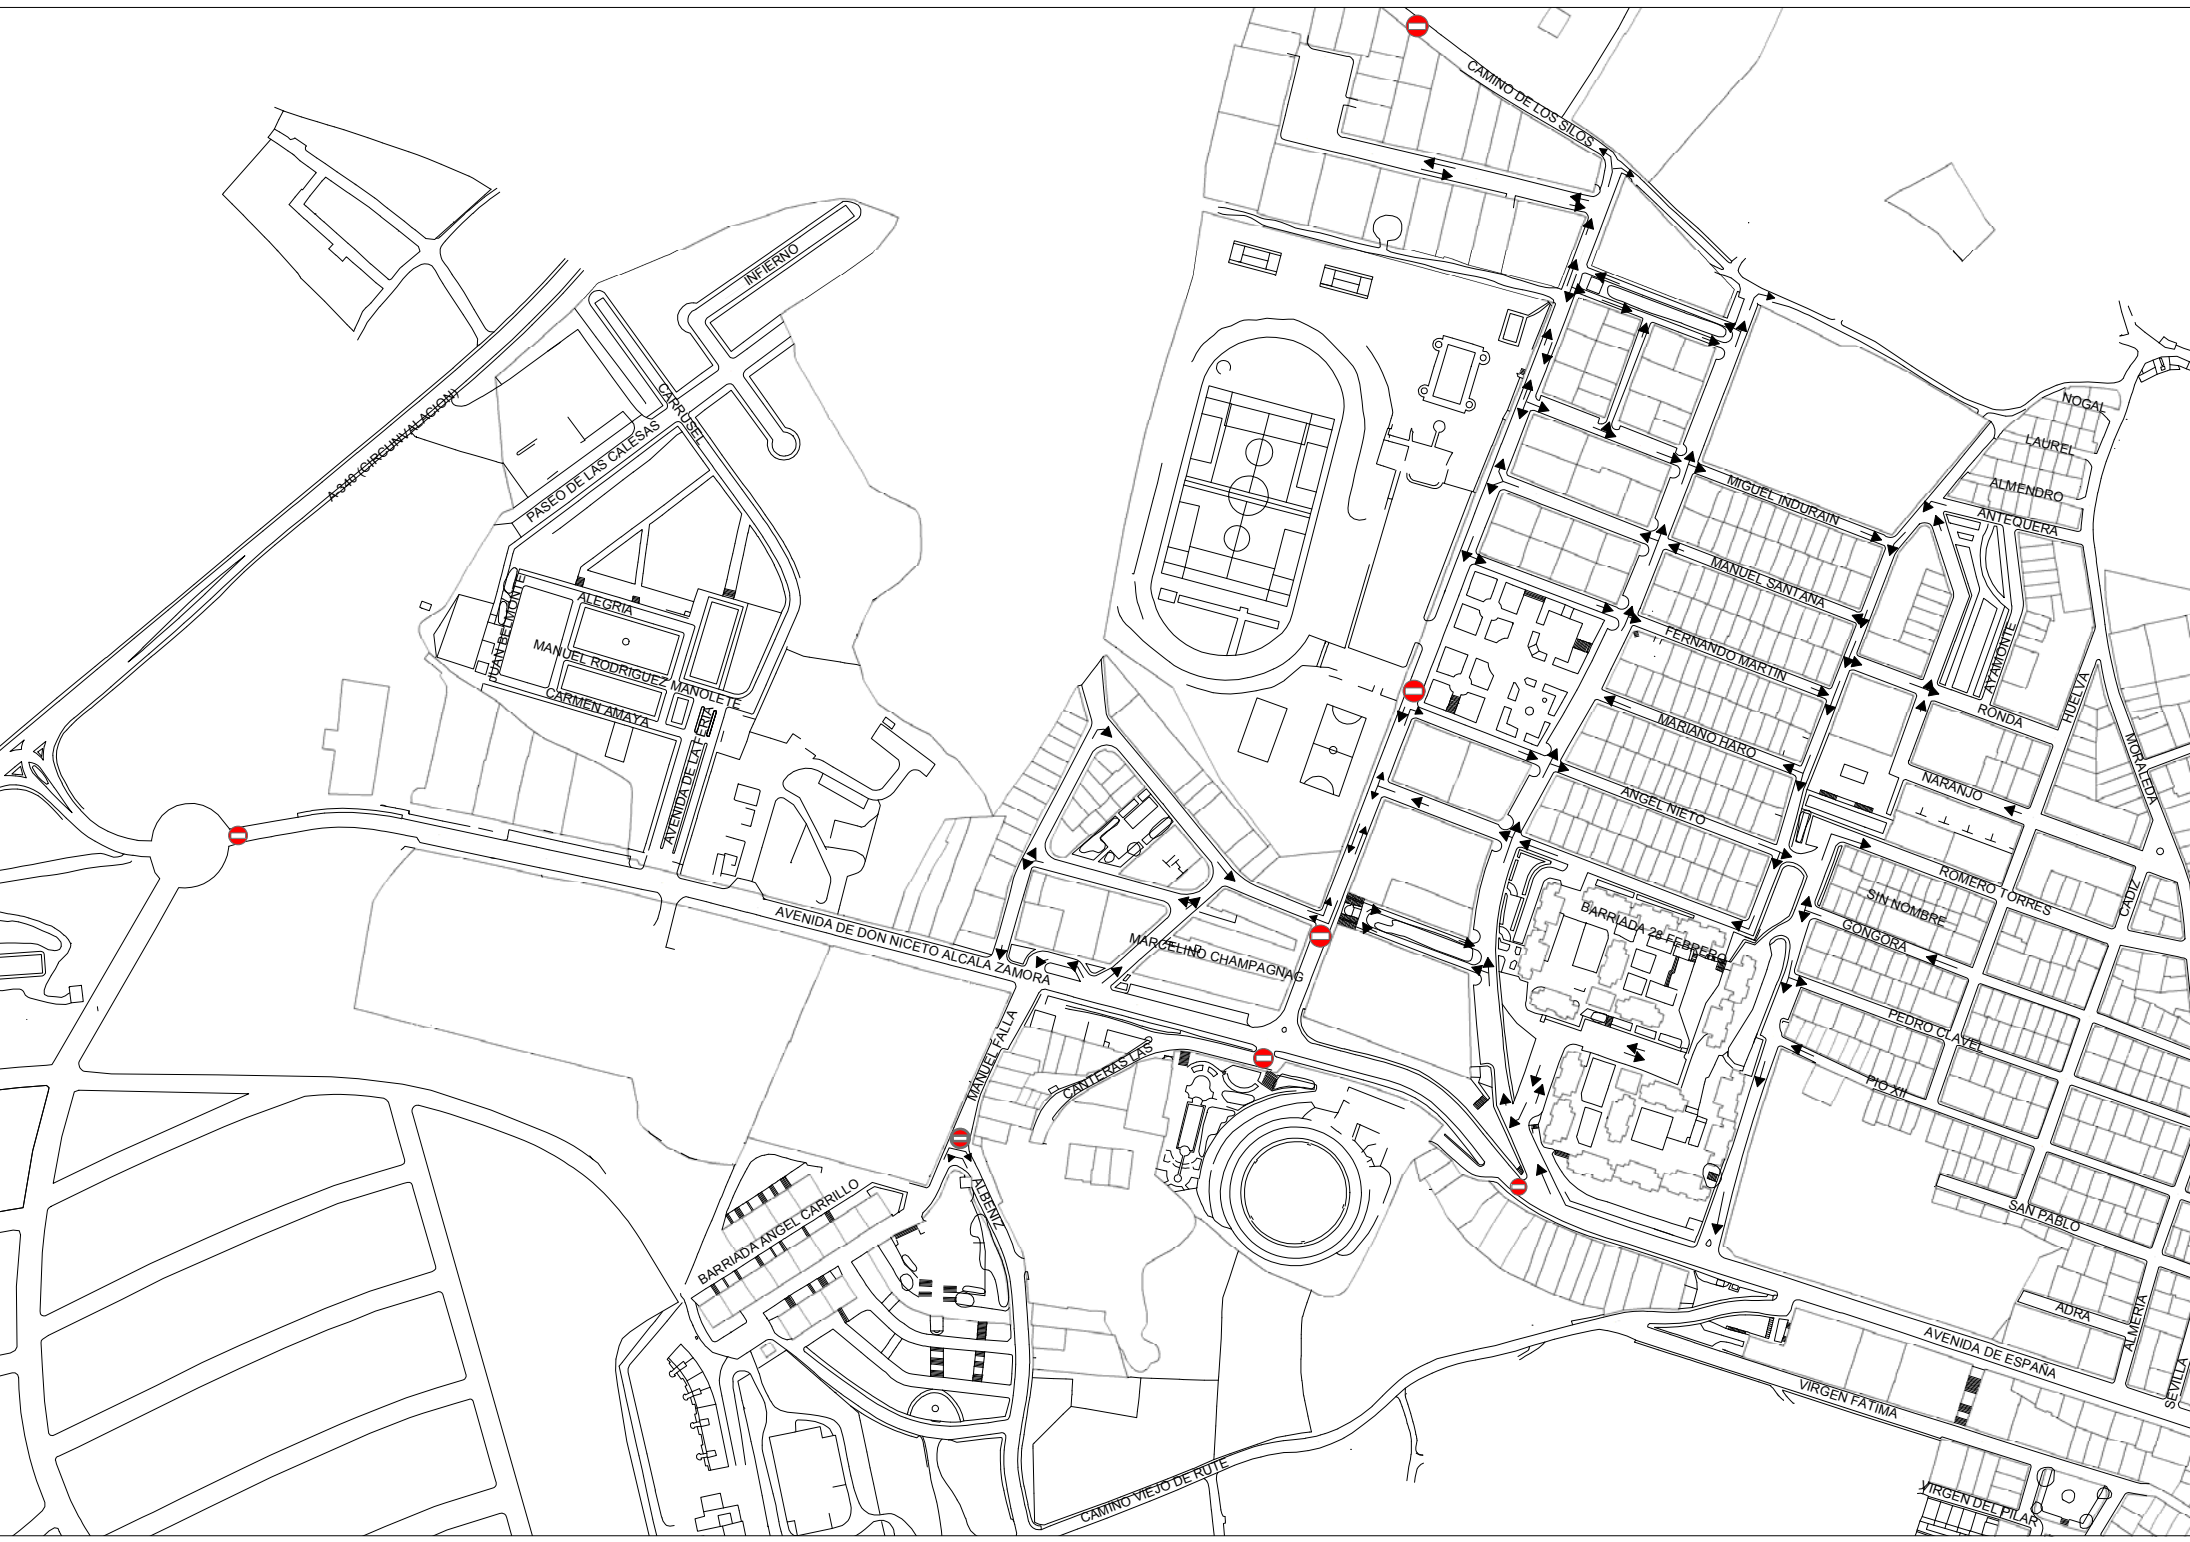 CAMINO DE LOS SILOS
INFIERNO
CARRUSEL
A-340 (CIRCUNVALACION)
PASEO DE LAS CALESAS
NOGAL
LAUREL
ALMENDRO
ANTEQUERA
MIGUEL INDURAIN
MANUEL SANTANA
FERNANDO MARTIN
MARIANO HARO
ANGEL NIETO
JUAN BELMONTE
ALEGRIA
MANUEL RODRIGUEZ MANOLETE
CARMEN AMAYA
AVENIDA DE LA FERIA
AYAMONTE
HUELVA
RONDA
MORALEDA
NARANJO
ROMERO TORRES
CADIZ
SIN NOMBRE
GONGORA
BARRIADA 28 FEBRERO
AVENIDA DE DON NICETO ALCALA ZAMORA
MARCELINO CHAMPAGNAG
PEDRO CLAVEL
PIO XII
MANUEL FALLA
CANTERAS LAS
ALBENIZ
BARRIADA ANGEL CARRILLO
SAN PABLO
ADRA
ALMERIA
AVENIDA DE ESPAÑA
SEVILLA
VIRGEN FATIMA
CAMINO VIEJO DE RUTE
VIRGEN DEL PILAR